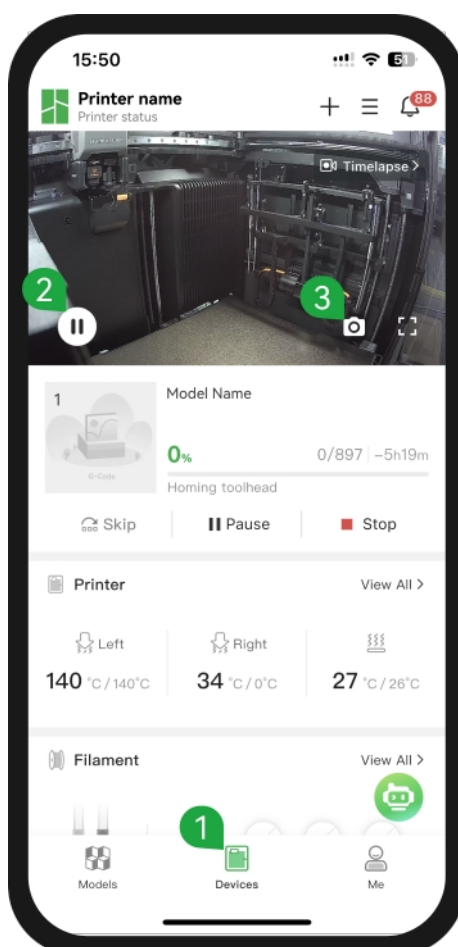 15:50
51
Printer name
88
Printer status
Timelapse >
2
3
1
Model Name
0%
0/897 | -5h19m
G-Code
Homing toolhead
Skip
Pause
Stop
Printer
View All >
Left
Right
140 °C / 140°C
34 °C / 0°C
27 °C / 26°C
Filament
View All >
1
Models
Devices
Me